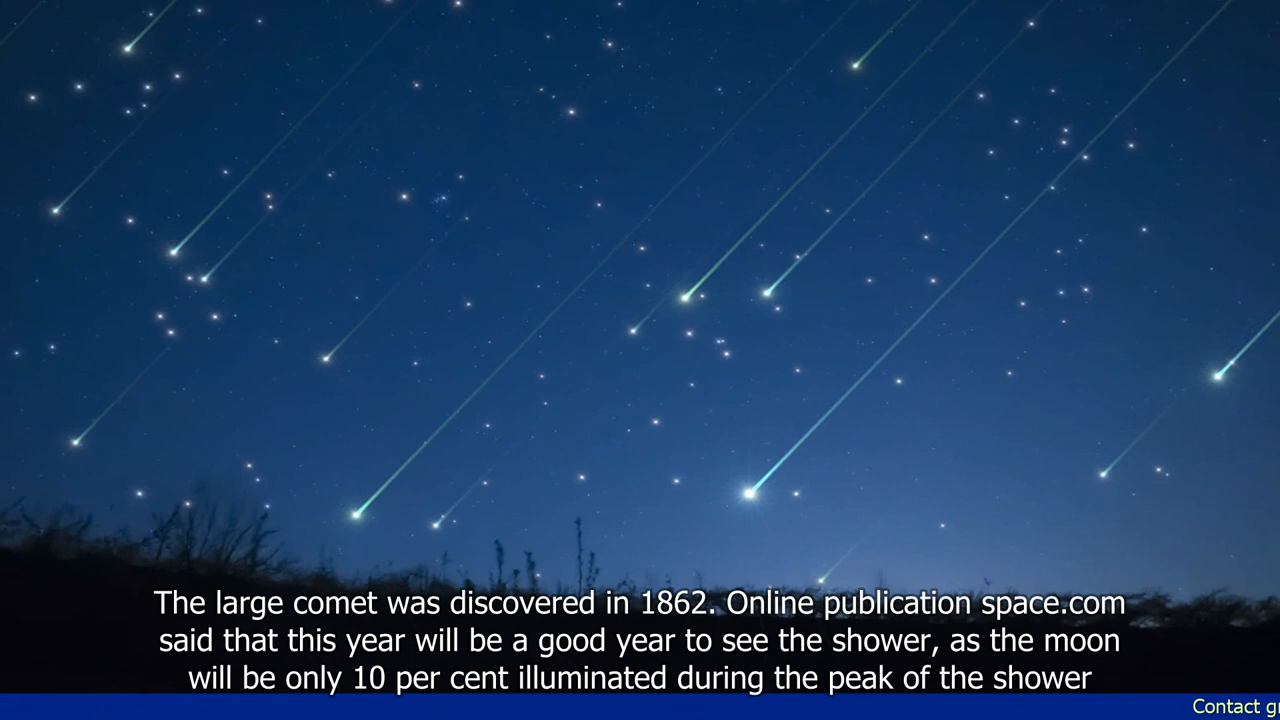 The large comet was discovered in 1862. Online publication space.com
said that this year will be a good year to see the shower, as the moon
will be only 10 per cent illuminated during the peak of the shower
Contact